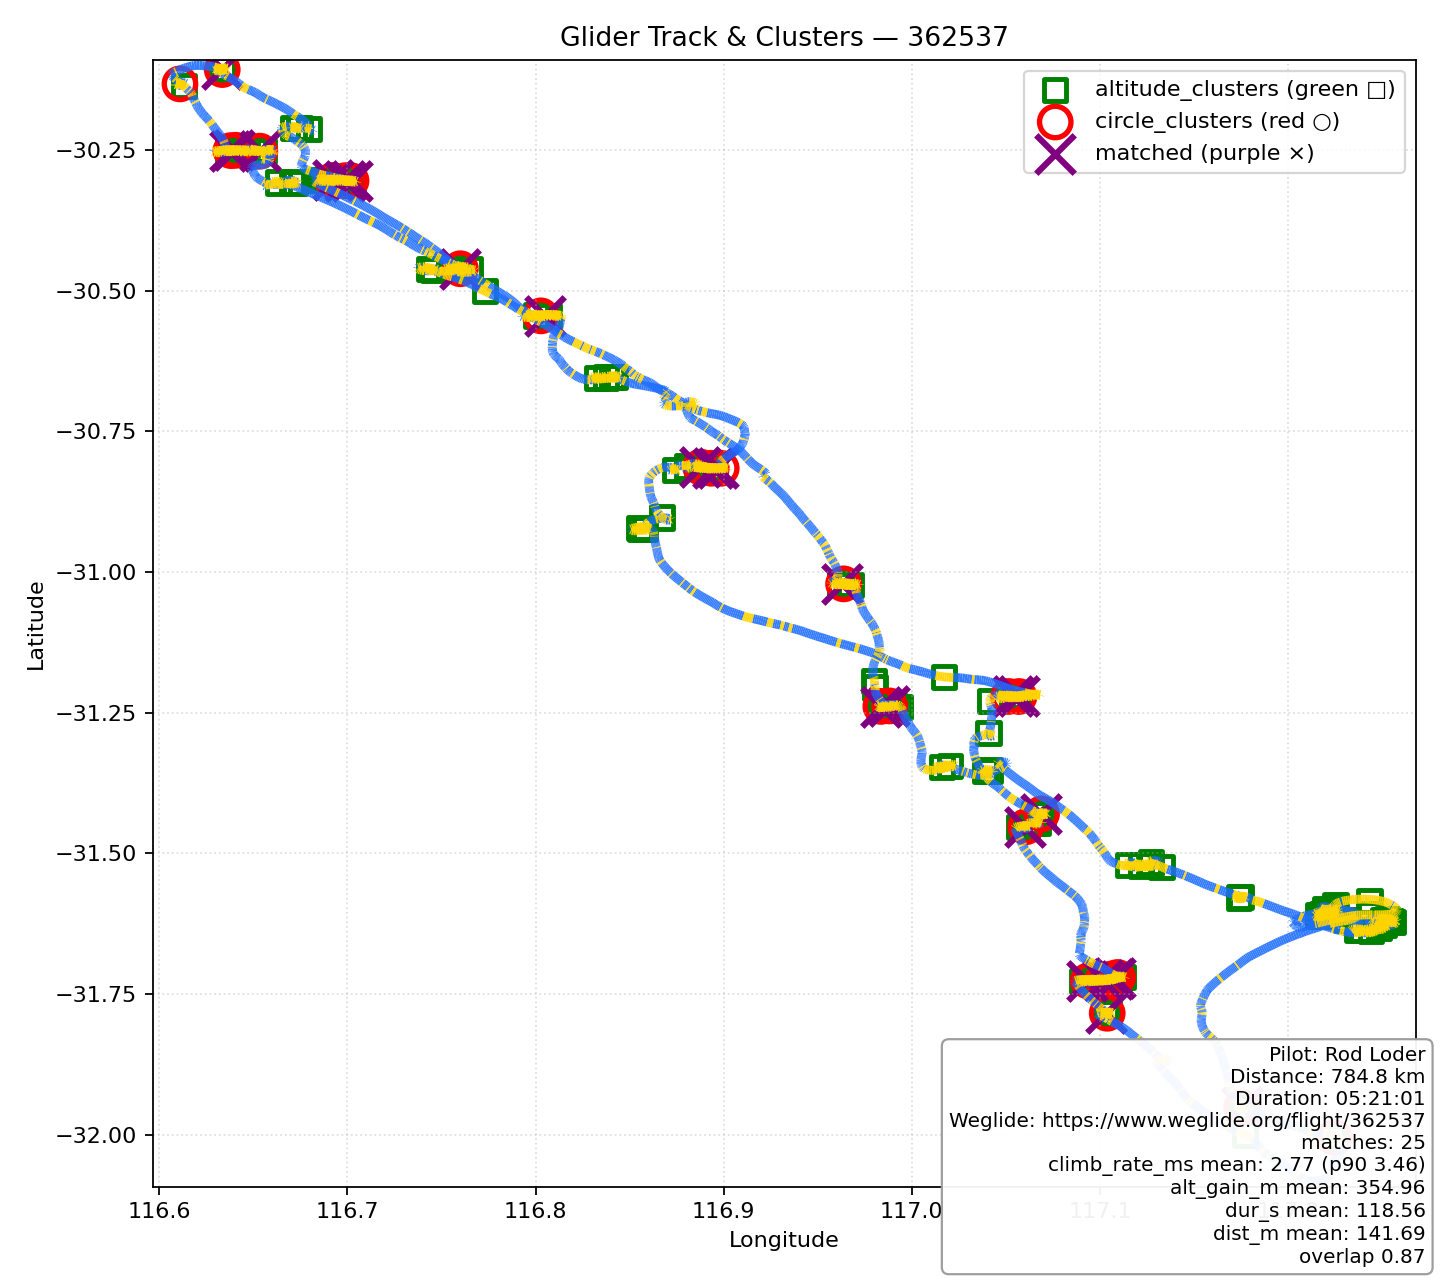 Glider Track & Clusters — 362537
altitude_clusters (green □)
circle_clusters (red ○)
matched (purple ×)
−30.25
−30.50
−30.75
−31.00
−31.25
−31.50
−31.75
−32.00
Latitude
116.6
116.7
116.8
116.9
117.0
117.1
Longitude
Pilot: Rod Loder
Distance: 784.8 km
Duration: 05:21:01
Weglide: https://www.weglide.org/flight/362537
matches: 25
climb_rate_ms mean: 2.77 (p90 3.46)
alt_gain_m mean: 354.96
dur_s mean: 118.56
dist_m mean: 141.69
overlap 0.87